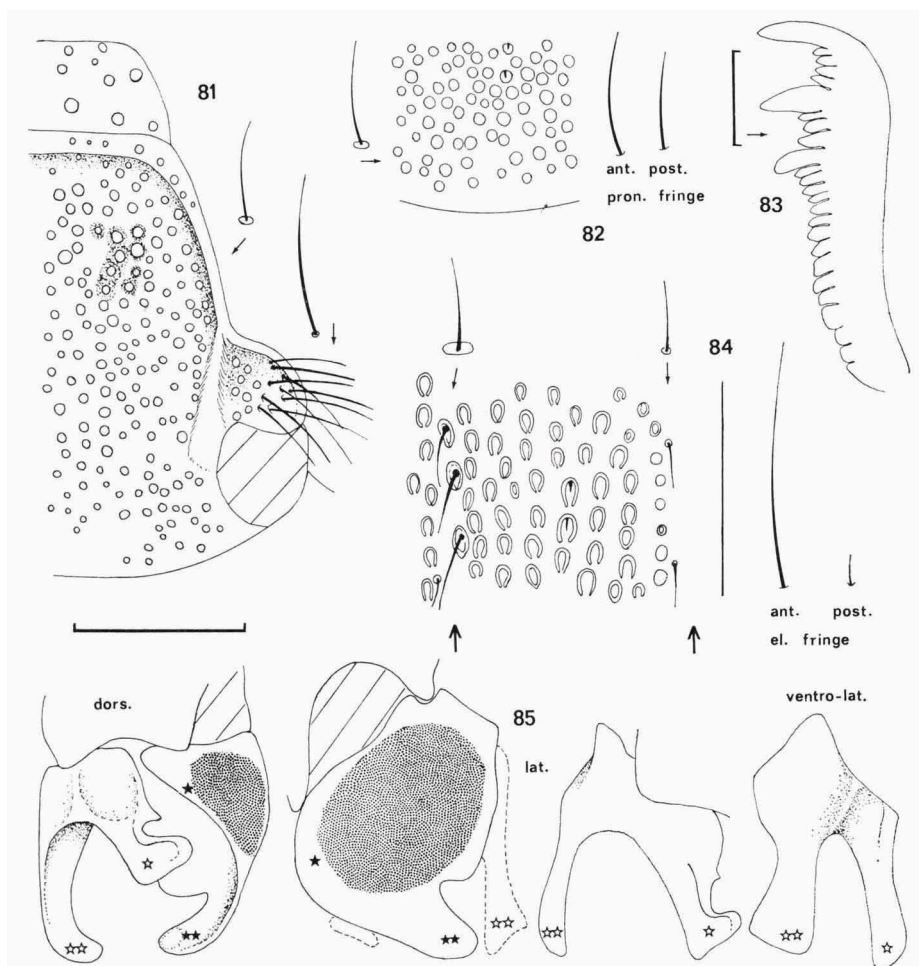 81
ant. post.
pron. fringe
82
83
84
ant. post.
el. fringe
dors.
85
lat.
ventro-lat.